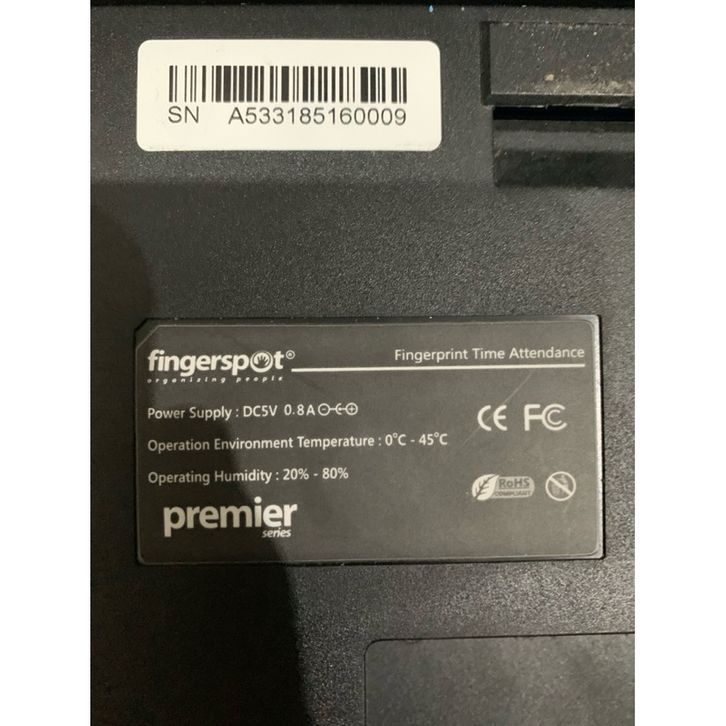 SN A533185160009
fingerspot®
organizing people
Fingerprint Time Attendance
Power Supply : DC5V 0.8A
Operation Environment Temperature : 0°C - 45°C
Operating Humidity : 20% - 80%
CE FC
RoHS
COMPLIANT
premier
series